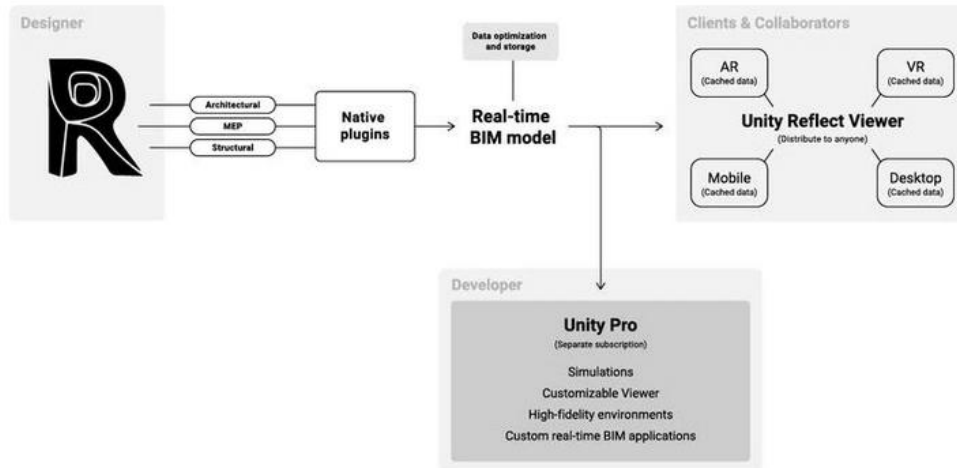 Designer
Architectural
MEP
Structural
Native
plugins
Data optimization
and storage
Real-time
BIM model
Clients & Collaborators
AR
(Cached data)
VR
(Cached data)
Unity Reflect Viewer
(Distribute to anyone)
Mobile
(Cached data)
Desktop
(Cached data)
Developer
Unity Pro
(Separate subscription)
Simulations
Customizable Viewer
High-fidelity environments
Custom real-time BIM applications